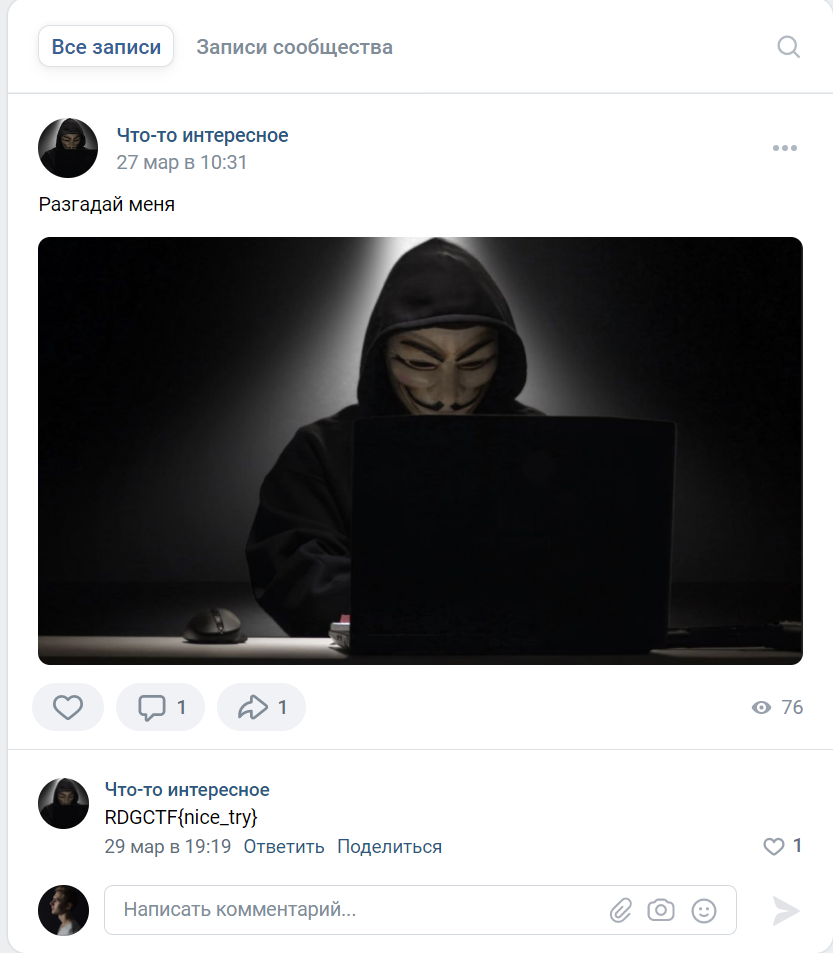 Все записи Записи сообщества
Что-то интересное
27 мар в 10:31
Разгадай меня
1 1 76
Что-то интересное
RDGCTF{nice_try}
29 мар в 19:19 Ответить Поделиться 1
Написать комментарий...